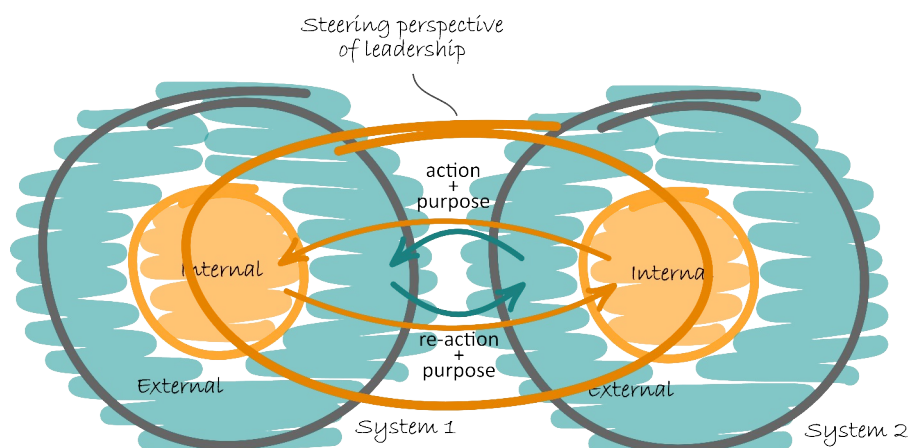 Steering perspective
of leadership
action
+
purpose
Internal
Interna
re-action
+
purpose
External
External
System 1
System 2